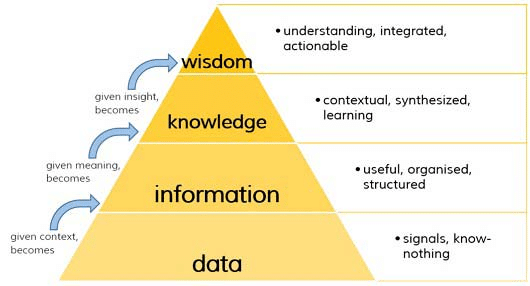 • understanding, integrated,
actionable
wisdom
given insight,
becomes
• contextual, synthesized,
learning
knowledge
given meaning,
becomes
• useful, organised,
structured
information
given context,
becomes
• signals, know-
nothing
data